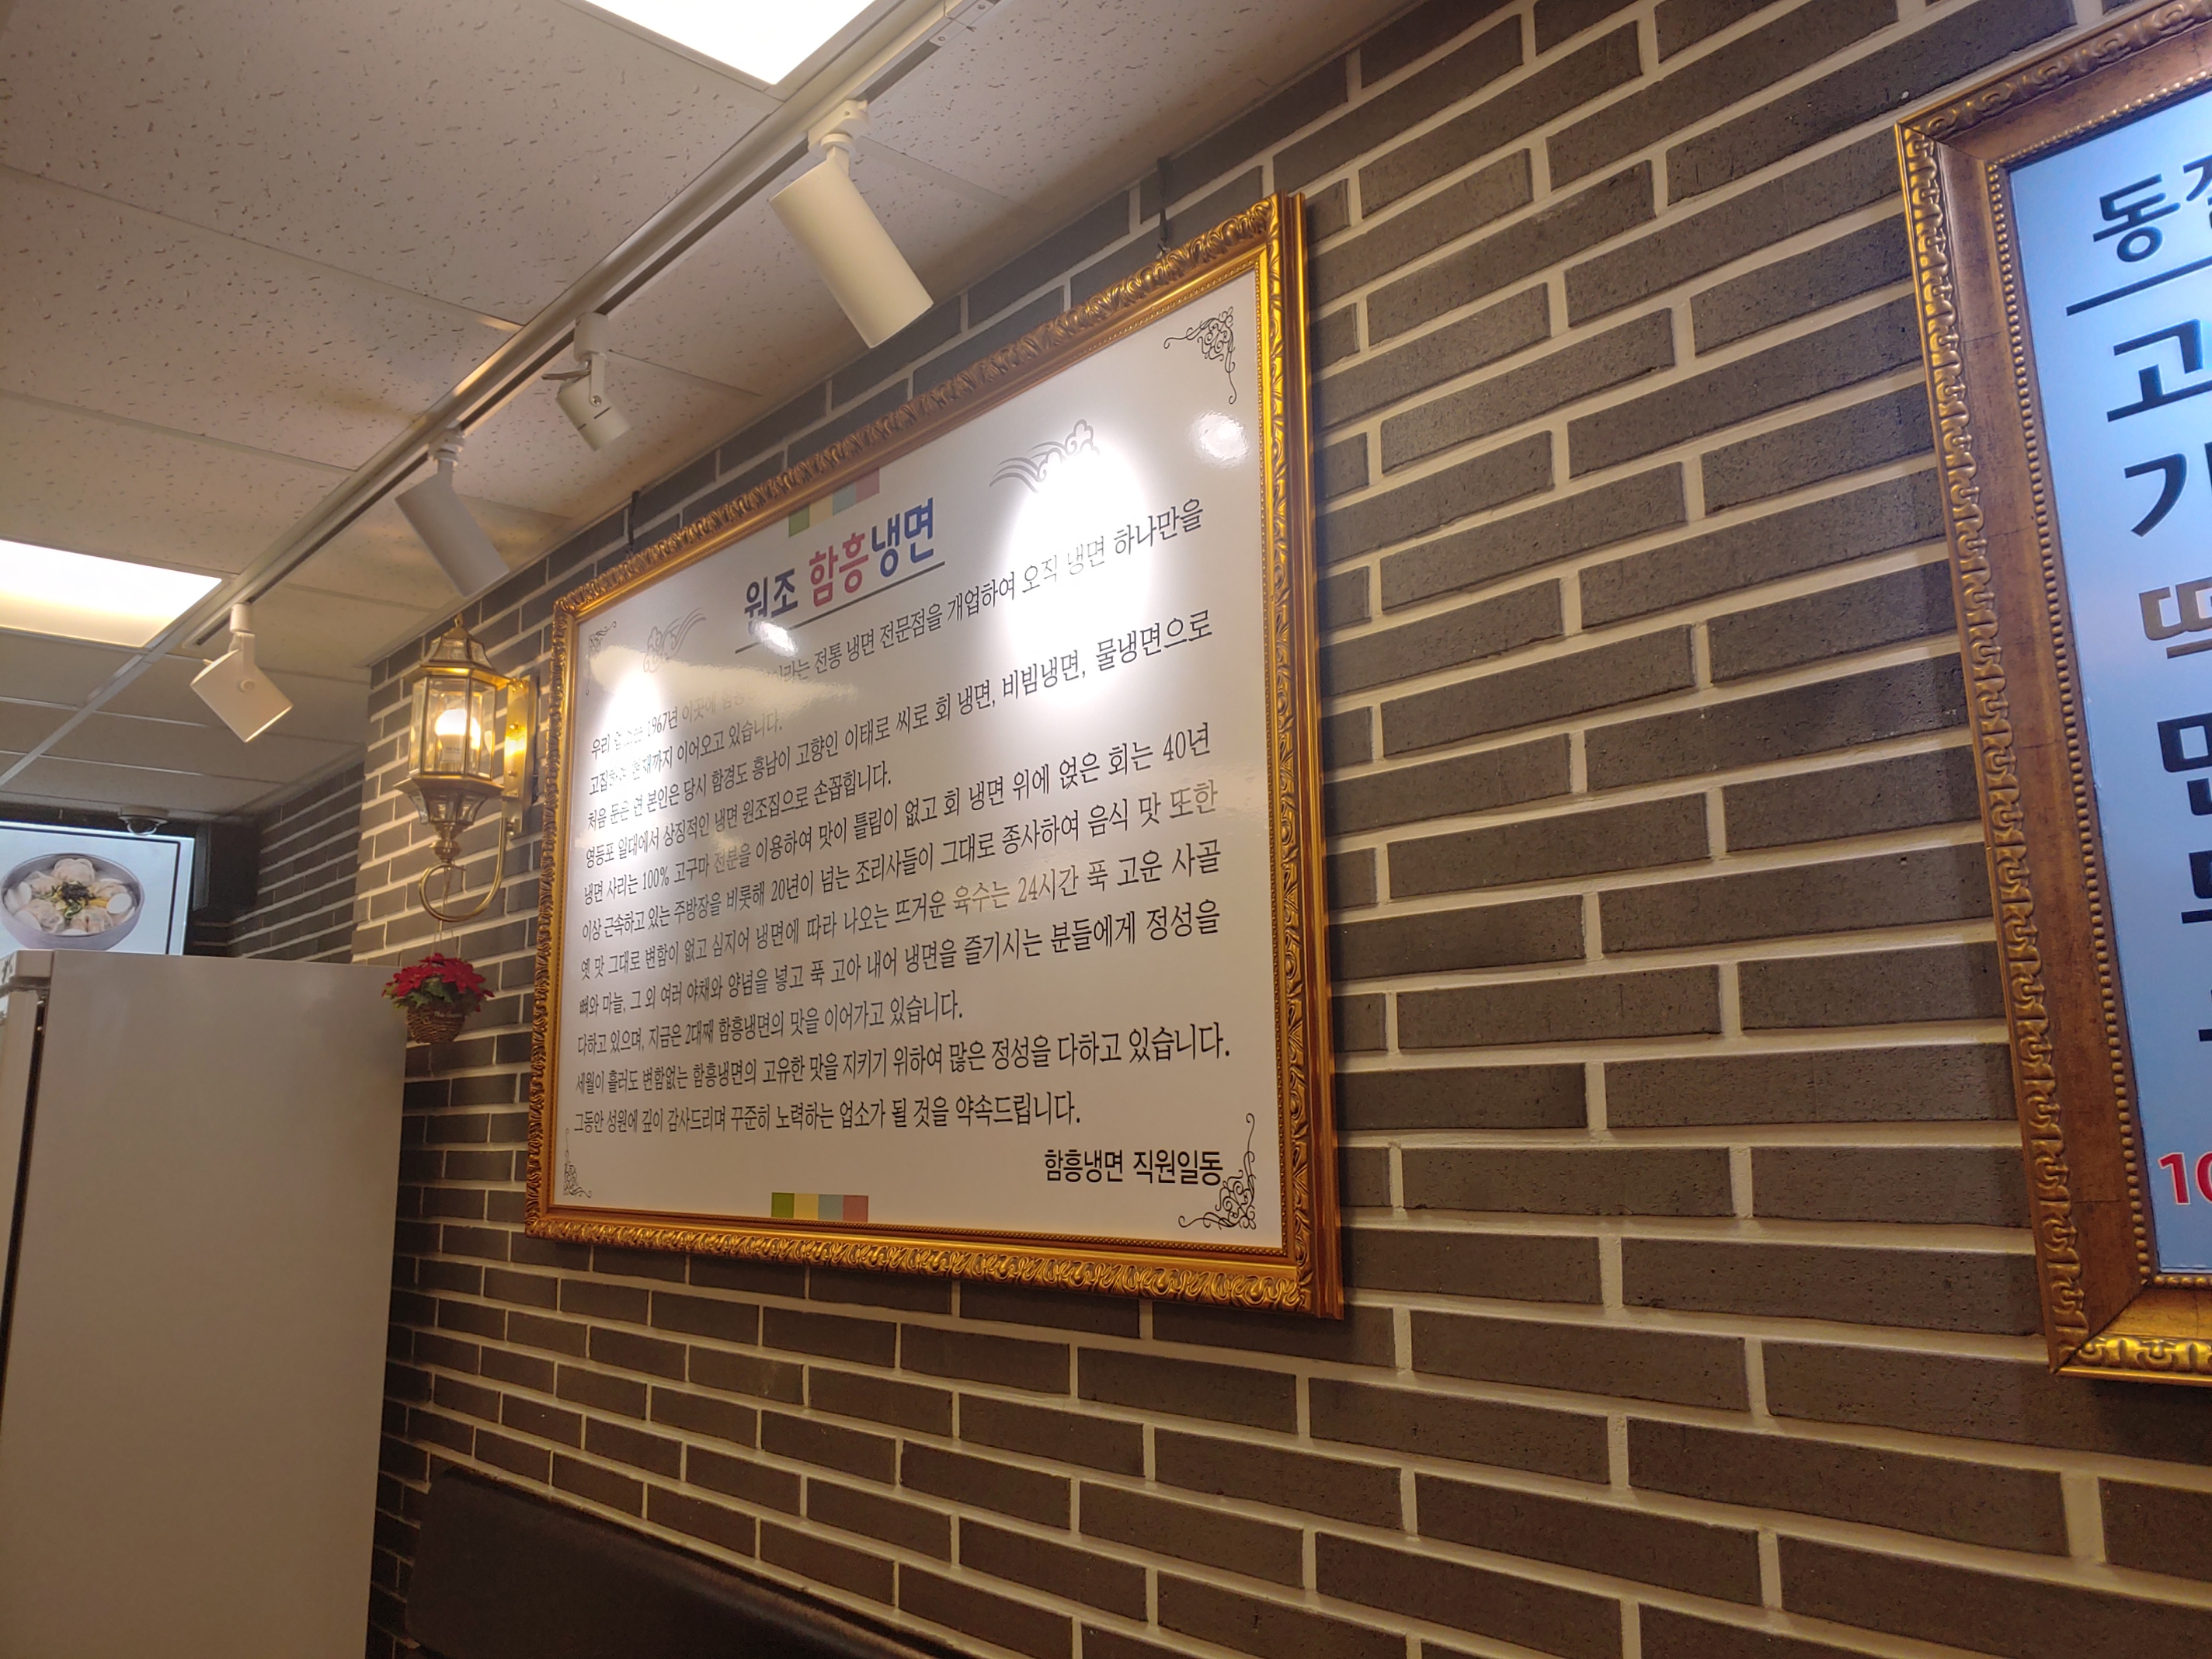 원조 함흥냉면
우리 1967년 이곳에 전통 냉면 전문점을 개업하여 오직 냉면 하나만을
현재까지 이어오고 있습니다.
처음 문은 연 본인은 당시 함경도 흥남이 고향인 이태로 씨로 회 냉면, 비빔냉면, 물냉면으로
영등포 일대에서 상징적인 냉면 원조집으로 손꼽힙니다.
냉면 사리는 100% 고구마 전분을 이용하여 맛이 틀림이 없고 회 냉면 위에 얹은 회는 40년
이상 근속하고 있는 주방장을 비롯해 20년이 넘는 조리사들이 그대로 종사하여 음식 맛 또한
옛 맛 그대로 변함이 없고 심지어 냉면에 따라 나오는 뜨거운 육수는 24시간 푹 고운 사골
뼈와 마늘, 그 외 여러 야채와 양념을 넣고 푹 고아 내어 냉면을 즐기시는 분들에게 정성을
다하고 있으며, 지금은 2대째 함흥냉면의 맛을 이어가고 있습니다.
세월이 흘러도 변함없는 함흥냉면의 고유한 맛을 지키기 위하여 많은 정성을 다하고 있습니다.
그동안 성원에 깊이 감사드리며 꾸준히 노력하는 업소가 될 것을 약속드립니다.
함흥냉면 직원일동
고
기
만
10